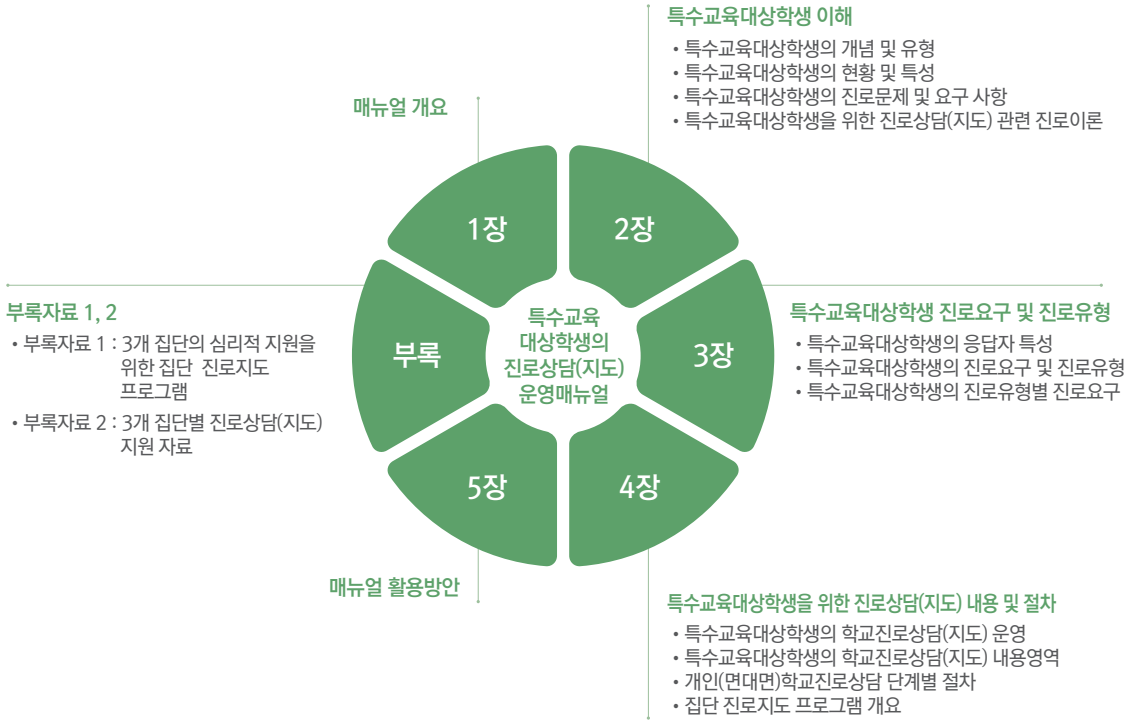 특수교육대상학생 이해
• 특수교육대상학생의 개념 및 유형
• 특수교육대상학생의 현황 및 특성
• 특수교육대상학생의 진로문제 및 요구 사항
• 특수교육대상학생을 위한 진로상담(지도) 관련 진로이론
매뉴얼 개요
1장
2장
부록자료 1, 2
• 부록자료 1 : 3개 집단의 심리적 지원을
위한 집단 진로지도
프로그램
• 부록자료 2 : 3개 집단별 진로상담(지도)
지원 자료
부록
특수교육
대상학생의
진로상담(지도)
운영매뉴얼
3장
특수교육대상학생 진로요구 및 진로유형
• 특수교육대상학생의 응답자 특성
• 특수교육대상학생의 진로요구 및 진로유형
• 특수교육대상학생의 진로유형별 진로요구
5장
4장
매뉴얼 활용방안
특수교육대상학생을 위한 진로상담(지도) 내용 및 절차
• 특수교육대상학생의 학교진로상담(지도) 운영
• 특수교육대상학생의 학교진로상담(지도) 내용영역
• 개인(면대면)학교진로상담 단계별 절차
• 집단 진로지도 프로그램 개요